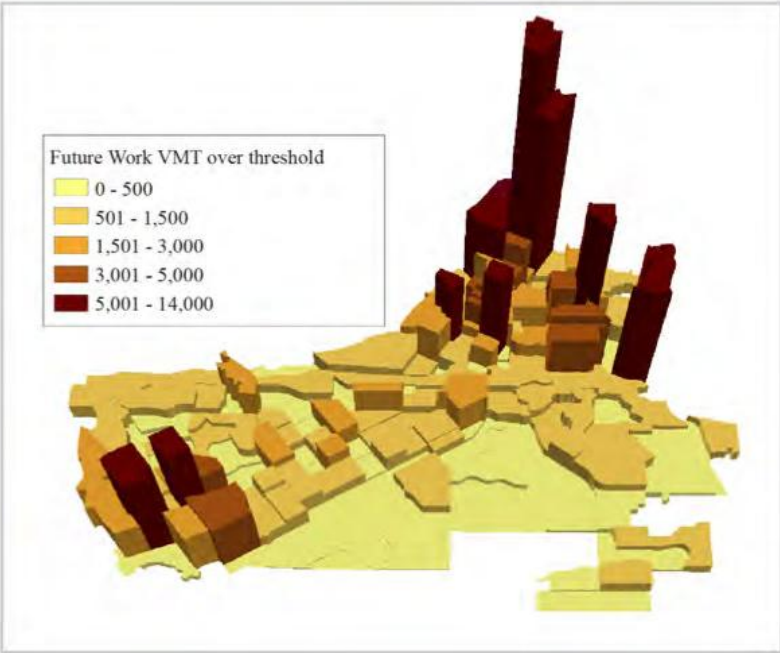 Future Work VMT over threshold
0 - 500
501 - 1,500
1,501 - 3,000
3,001 - 5,000
5,001 - 14,000